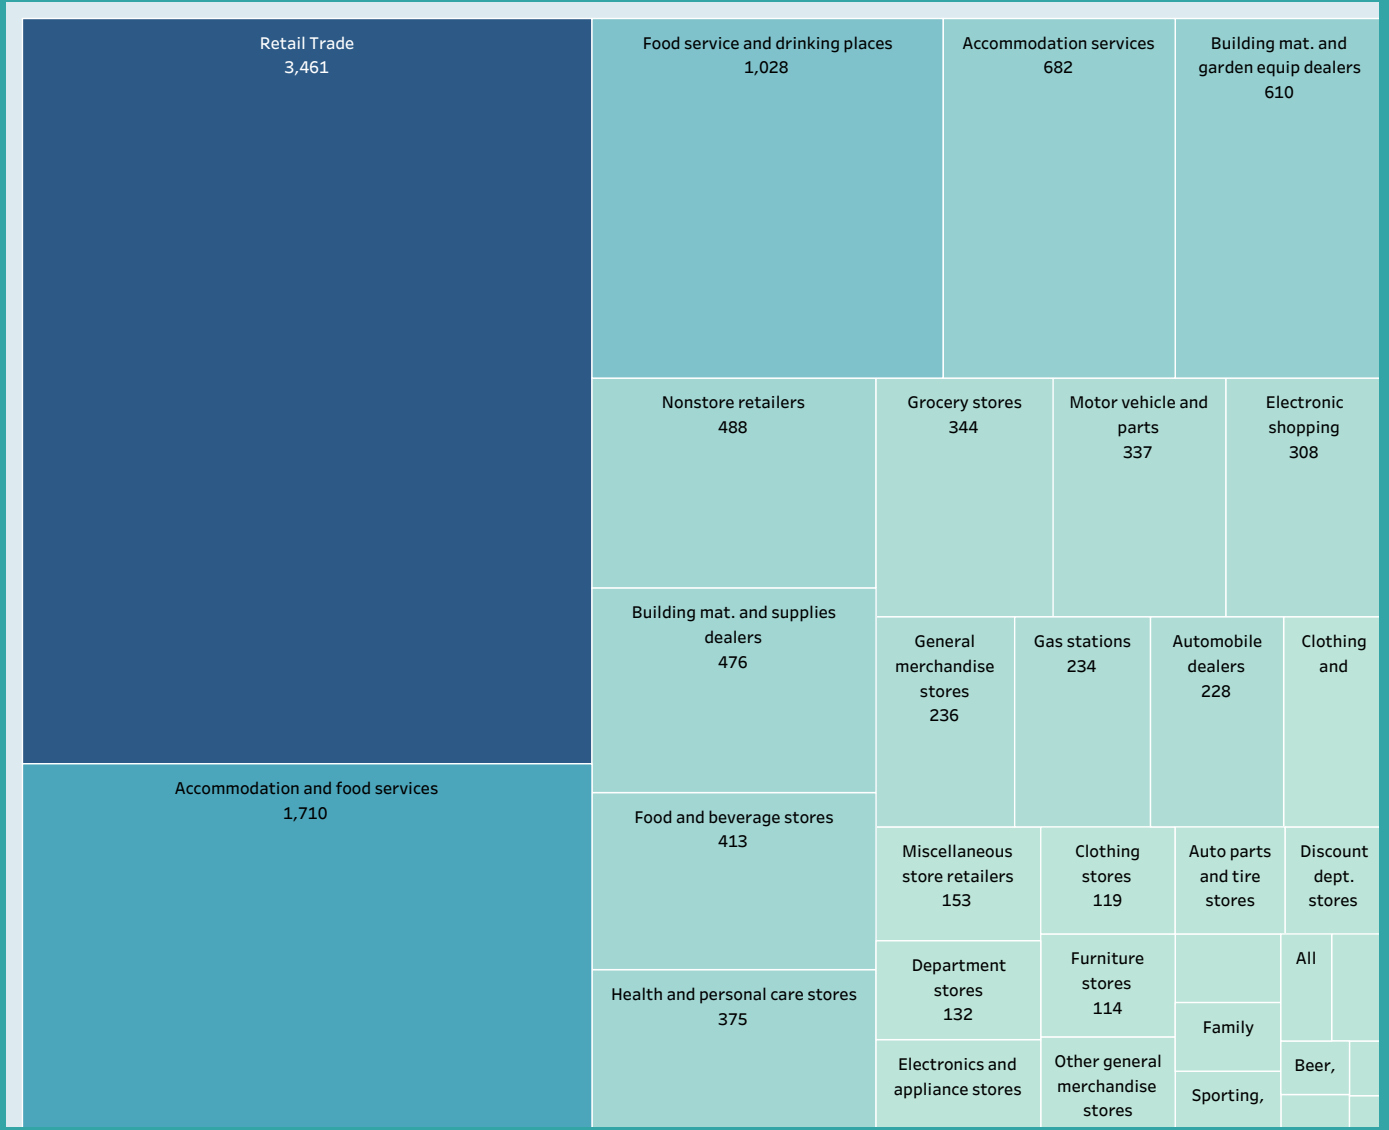 Retail Trade
3,461
Accommodation and food services
1,710
Food service and drinking places
1,028
Accommodation services
682
Building mat. and
garden equip dealers
610
Nonstore retailers
488
Building mat. and supplies
dealers
476
Food and beverage stores
413
Health and personal care stores
375
Grocery stores
344
Motor vehicle and
parts
337
Electronic
shopping
308
General
merchandise
stores
236
Gas stations
234
Automobile
dealers
228
Clothing
and
Miscellaneous
store retailers
153
Department
stores
132
Electronics and
appliance stores
Clothing
stores
119
Furniture
stores
114
Other general
merchandise
stores
Auto parts
and tire
stores
Discount
dept.
stores
Family
Sporting,
All
Beer,